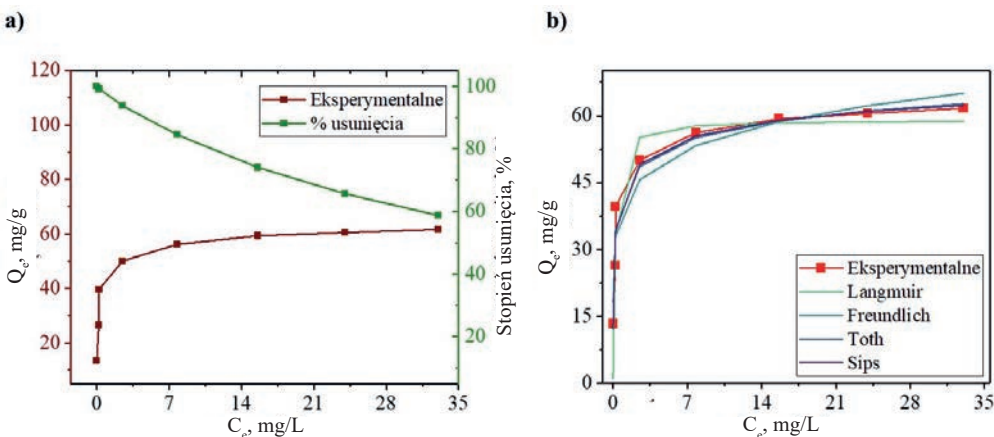 a)
120
100
80
60
40
20
Qe, mg/g
Eksperymentalne
% usunięcia
100
80
60
40
20
Stopień usunięcia, %
0 7 14 21 28 35
Ce, mg/L
b)
60
45
30
15
0
Qe, mg/g
Eksperymentalne
Langmuir
Freundlich
Toth
Sips
0 7 14 21 28 35
Ce, mg/L